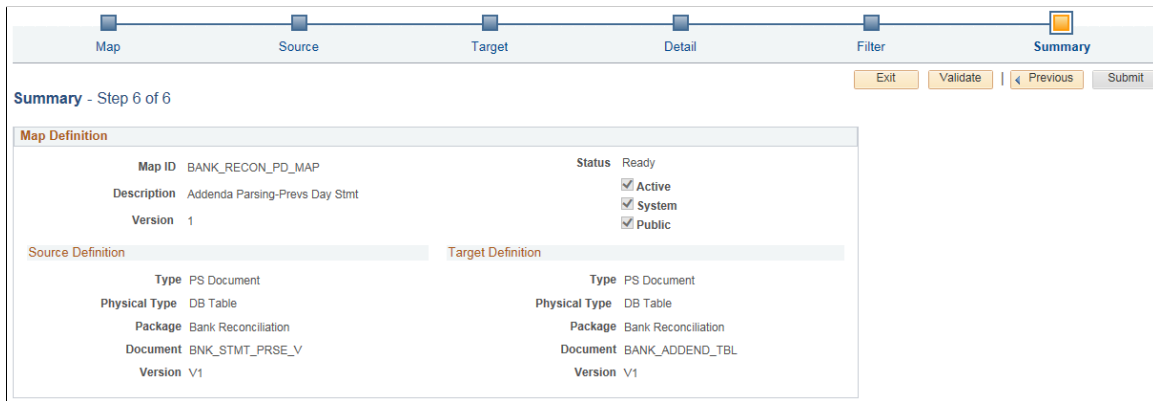 Map Source Target Detail Filter Summary
Exit Validate | Previous Submit
Summary - Step 6 of 6
Map Definition
Map ID BANK_RECON_PD_MAP Status Ready
Active
Description Addenda Parsing-Prevs Day Stmt
System
Version 1
Public
Source Definition Target Definition
Type PS Document Type PS Document
Physical Type DB Table Physical Type DB Table
Package Bank Reconciliation Package Bank Reconciliation
Document BNK_STMT_PRSE_V Document BANK_ADDEND_TBL
Version V1 Version V1